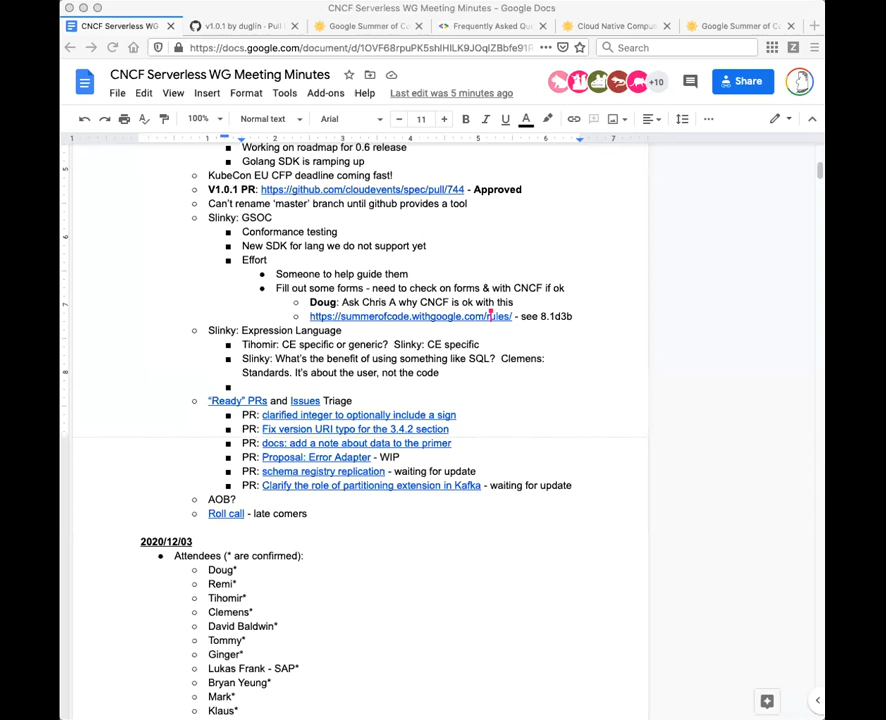 CNCF Serverless WG Meeting Minutes - Google Docs
CNCF Serverless WG
v1.0.1 by duglin · Pull
Google Summer of Co
Frequently Asked Qu
Cloud Native Compu
Google Summer of Co
https://docs.google.com/document/d/1OVF68rpuPK5shIHILK9JOqlZBbfe91R
Search
CNCF Serverless WG Meeting Minutes
+10
Share
File Edit View Insert Format Tools Add-ons Help Last edit was 5 minutes ago
100% Normal text Arial 11
1 1 2 3 4 5 6 7
Working on roadmap for 0.6 release
Golang SDK is ramping up
KubeCon EU CFP deadline coming fast!
V1.0.1 PR: https://github.com/cloudevents/spec/pull/744 - Approved
Can't rename 'master' branch until github provides a tool
Slinky: GSOC
Conformance testing
New SDK for lang we do not support yet
Effort
Someone to help guide them
Fill out some forms - need to check on forms & with CNCF if ok
Doug: Ask Chris A why CNCF is ok with this
https://summerofcode.withgoogle.com/rules/ - see 8.1d3b
Slinky: Expression Language
Tihomir: CE specific or generic? Slinky: CE specific
Slinky: What's the benefit of using something like SQL? Clemens:
Standards. It's about the user, not the code
"Ready" PRs and Issues Triage
PR: clarified integer to optionally include a sign
PR: Fix version URI typo for the 3.4.2 section
PR: docs: add a note about data to the primer
PR: Proposal: Error Adapter - WIP
PR: schema registry replication - waiting for update
PR: Clarify the role of partitioning extension in Kafka - waiting for update
AOB?
Roll call - late comers
2020/12/03
Attendees (* are confirmed):
Doug*
Remi*
Tihomir*
Clemens*
David Baldwin*
Tommy*
Ginger*
Lukas Frank - SAP*
Bryan Yeung*
Mark*
Klaus*